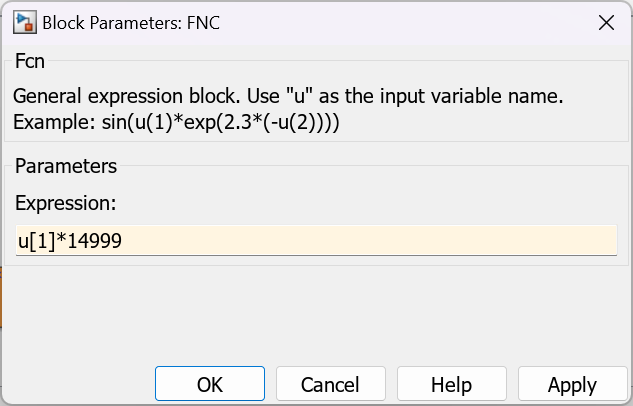 Block Parameters: FNC
Fcn
General expression block. Use "u" as the input variable name.
Example: sin(u(1)*exp(2.3*(-u(2))))
Parameters
Expression:
u[1]*14999
OK Cancel Help Apply